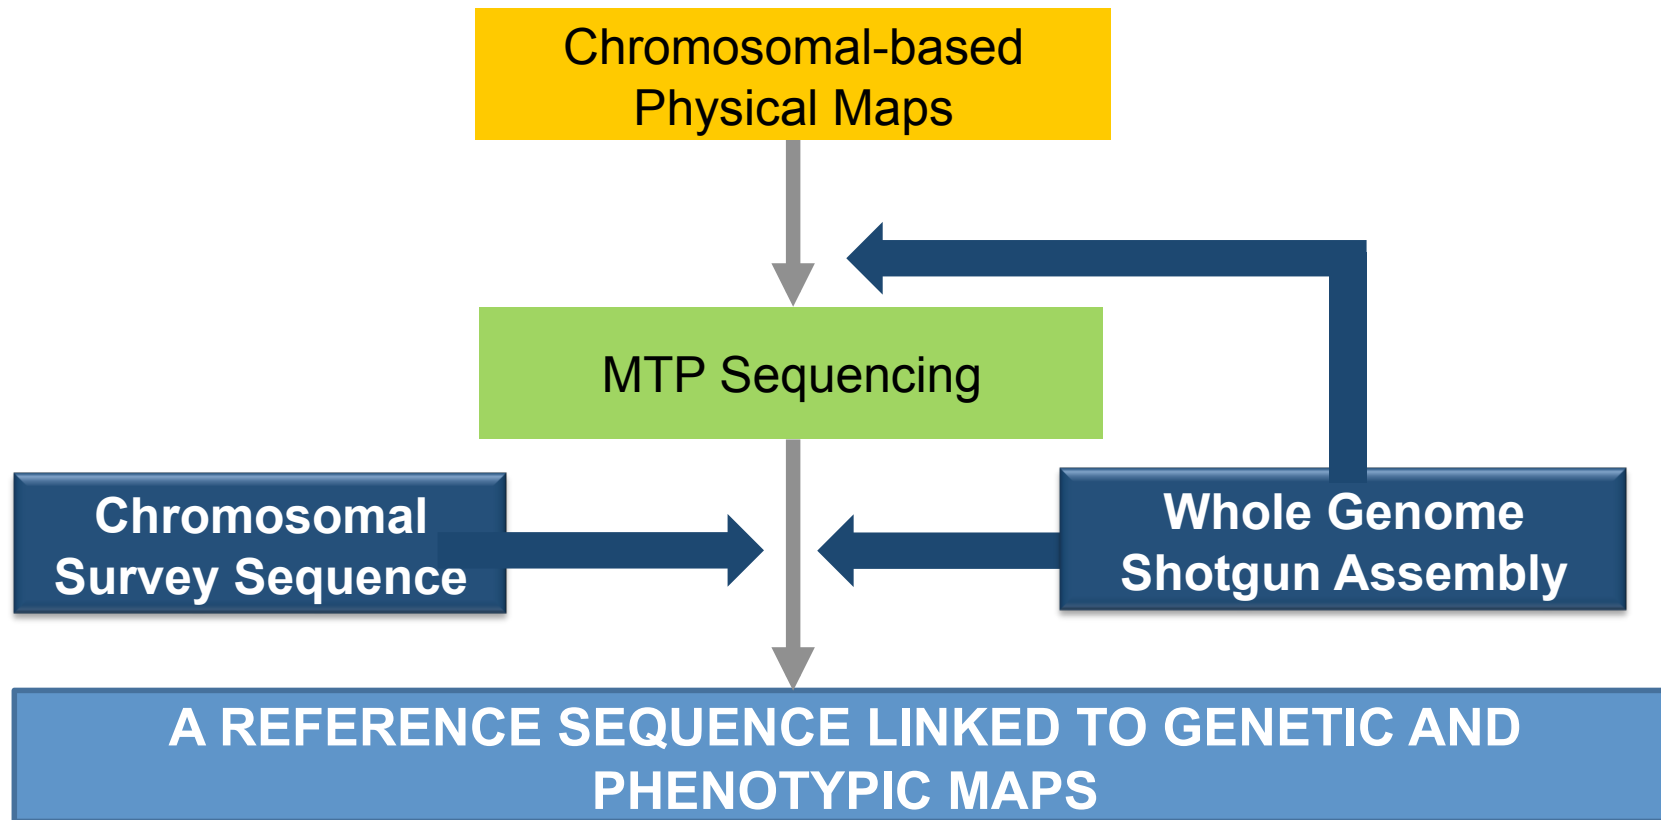 Chromosomal-based
Physical Maps
MTP Sequencing
Chromosomal
Survey Sequence
Whole Genome
Shotgun Assembly
A REFERENCE SEQUENCE LINKED TO GENETIC AND
PHENOTYPIC MAPS